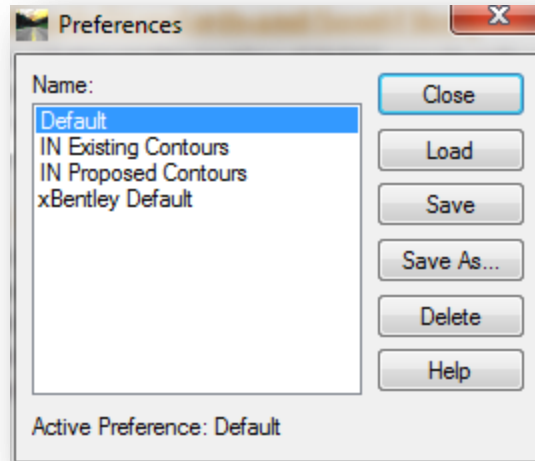 Preferences
Name:
Default
IN Existing Contours
IN Proposed Contours
xBentley Default
Close
Load
Save
Save As...
Delete
Help
Active Preference: Default